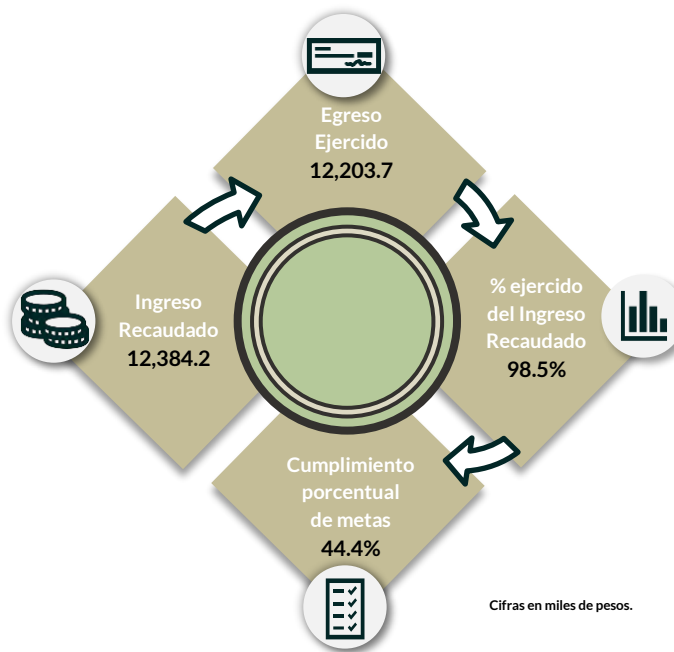 Egreso
Ejercido
12,203.7
Ingreso
Recaudado
12,384.2
% ejercido
del Ingreso
Recaudado
98.5%
Cumplimiento
porcentual
de metas
44.4%
Cifras en miles de pesos.